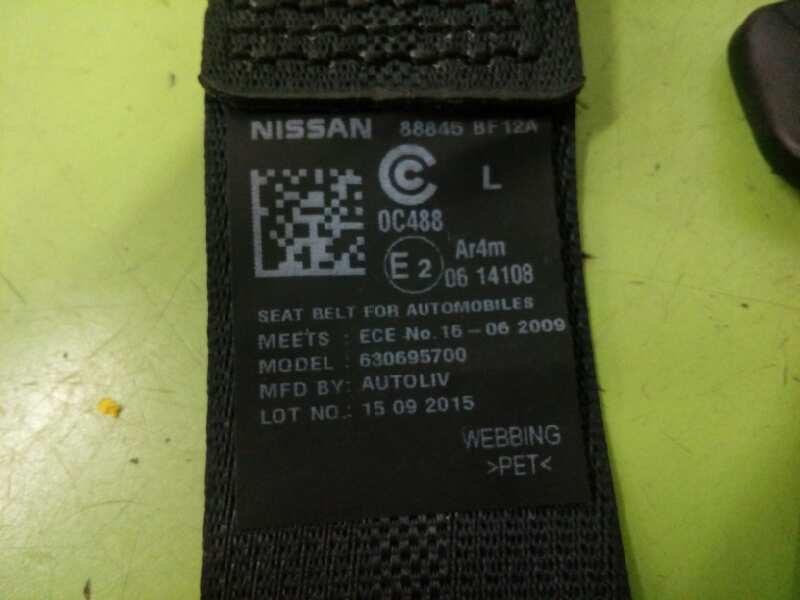 NISSAN 88845 BF12A
C L
0C488
E2 Ar4m
06 14108
SEAT BELT FOR AUTOMOBILES
MEETS : ECE No.16-06 2009
MODEL : 630695700
MFD BY: AUTOLIV
LOT NO.: 15 09 2015
WEBBING
>PET<